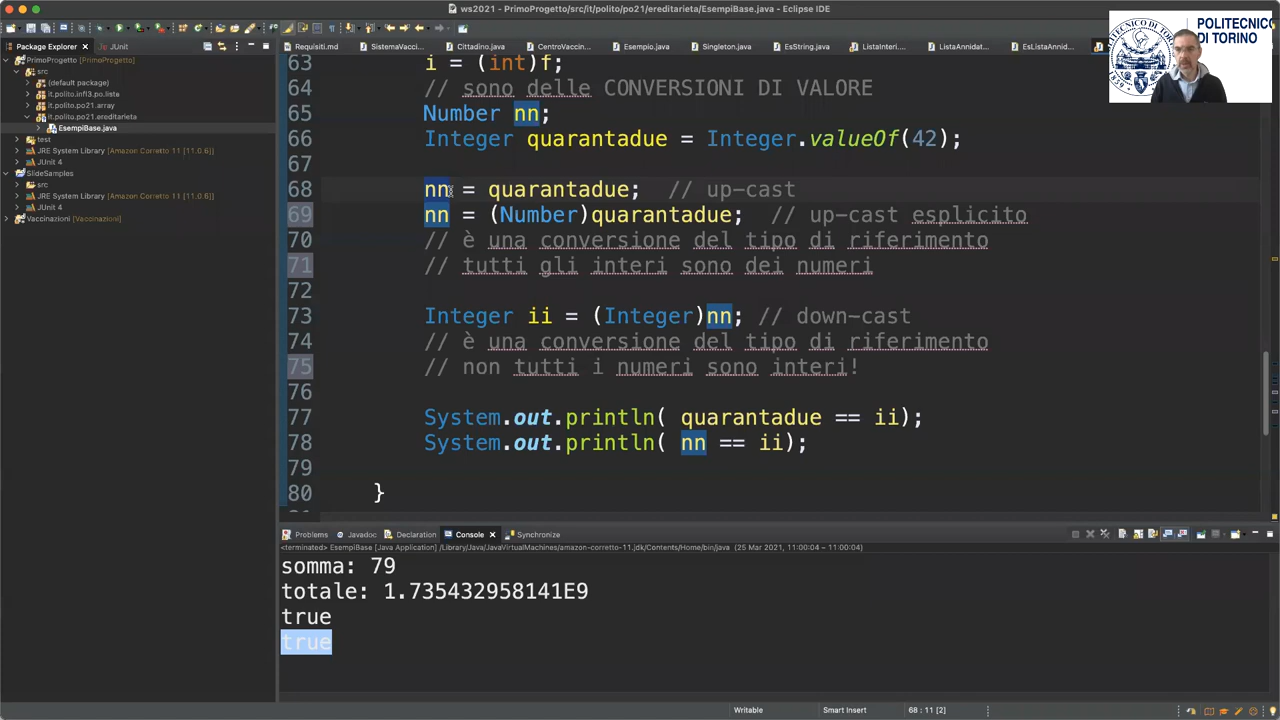 ws2021 - PrimoProgetto/src/it/polito/po21/ereditarieta/EsempiBase.java - Eclipse IDE
POLITECNICO
DI TORINO
Package Explorer
JUnit
Requisiti.md
SistemaVacci...
Cittadino.java
CentroVaccin...
Esempio.java
Singleton.java
EsString.java
ListaInteri....
ListaAnnidat...
EsListaAnnid...
PrimoProgetto [PrimoProgetto]
src
(default package)
it.polito.infi3.po.liste
it.polito.po21.array
it.polito.po21.ereditarieta
EsempiBase.java
test
JRE System Library [Amazon Corretto 11 [11.0.6]]
JUnit 4
SlideSamples
src
JRE System Library [Amazon Corretto 11 [11.0.6]]
JUnit 4
Vaccinazioni [Vaccinazioni]
63 i = (int)f;
64 // sono delle CONVERSIONI DI VALORE
65 Number nn;
66 Integer quarantadue = Integer.valueOf(42);
67
68 nn = quarantadue; // up-cast
69 nn = (Number)quarantadue; // up-cast esplicito
70 // è una conversione del tipo di riferimento
71 // tutti gli interi sono dei numeri
72
73 Integer ii = (Integer)nn; // down-cast
74 // è una conversione del tipo di riferimento
75 // non tutti i numeri sono interi!
76
77 System.out.println( quarantadue == ii);
78 System.out.println( nn == ii);
79
80 }
Problems
Javadoc
Declaration
Console
Synchronize
<terminated> EsempiBase [Java Application] /Library/Java/JavaVirtualMachines/amazon-corretto-11.jdk/Contents/Home/bin/java (25 Mar 2021, 11:00:04 – 11:00:04)
somma: 79
totale: 1.735432958141E9
true
true
Writable
Smart Insert
68 : 11 [2]